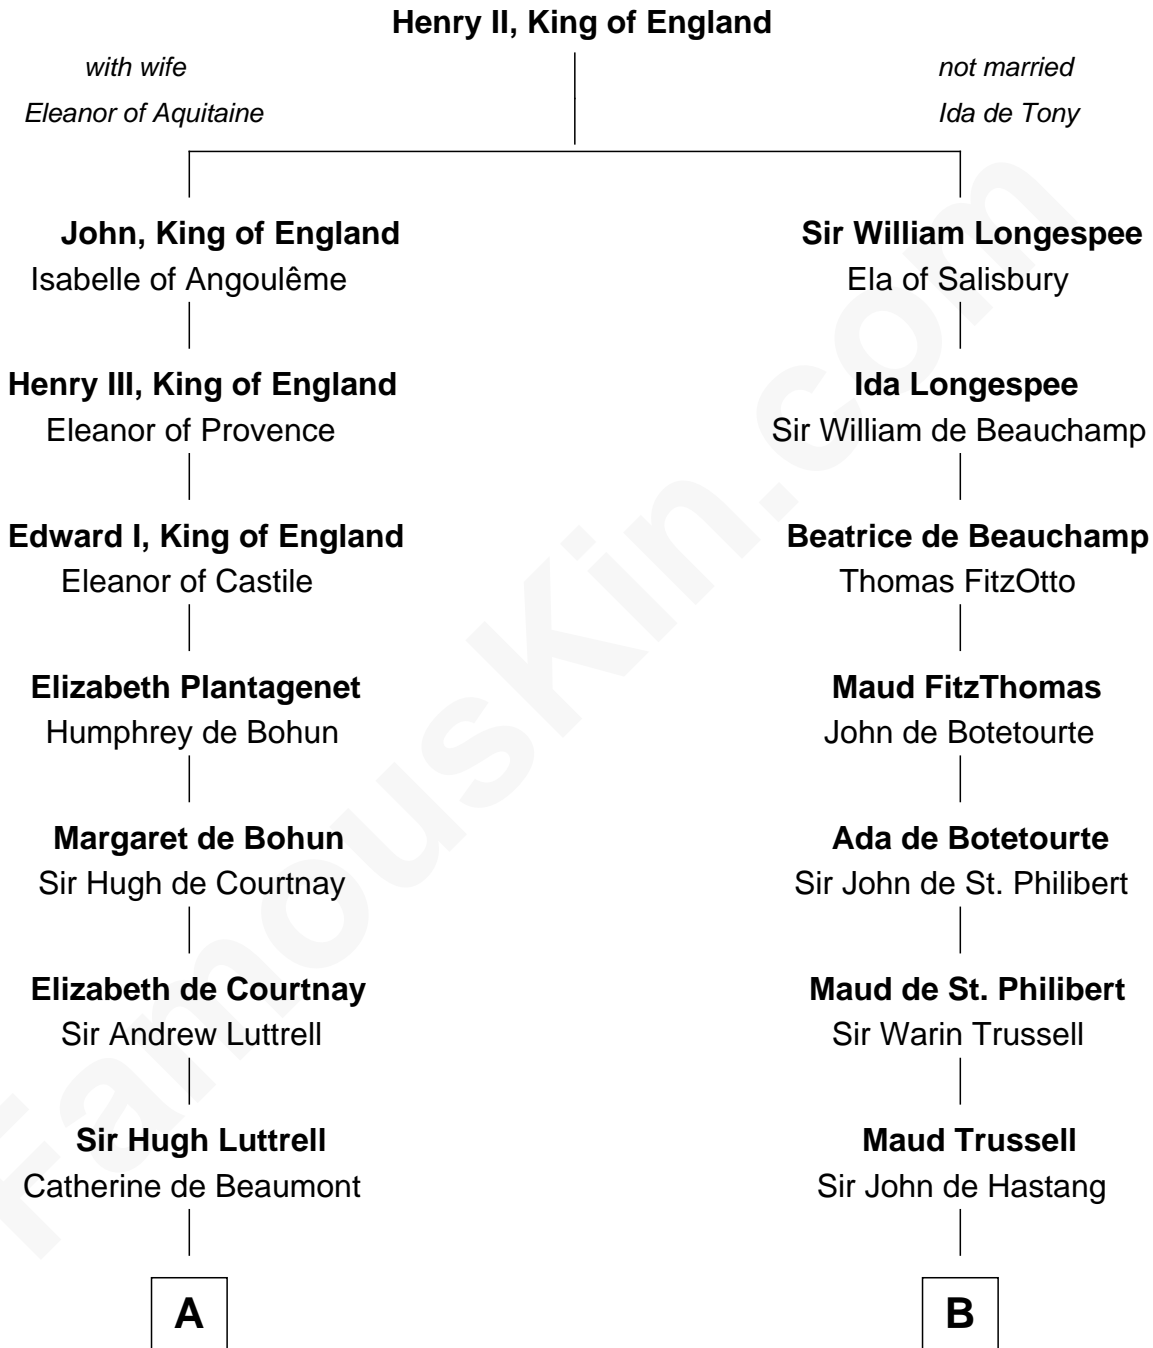 Henry II, King of England
with wife
Eleanor of Aquitaine
not married
Ida de Tony
John, King of England
Isabelle of Angoulême
Henry III, King of England
Eleanor of Provence
Edward I, King of England
Eleanor of Castile
Elizabeth Plantagenet
Humphrey de Bohun
Margaret de Bohun
Sir Hugh de Courtnay
Elizabeth de Courtnay
Sir Andrew Luttrell
Sir Hugh Luttrell
Catherine de Beaumont
A
Sir William Longespee
Ela of Salisbury
Ida Longespee
Sir William de Beauchamp
Beatrice de Beauchamp
Thomas FitzOtto
Maud FitzThomas
John de Botetourte
Ada de Botetourte
Sir John de St. Philibert
Maud de St. Philibert
Sir Warin Trussell
Maud Trussell
Sir John de Hastang
B
FamousKin.com